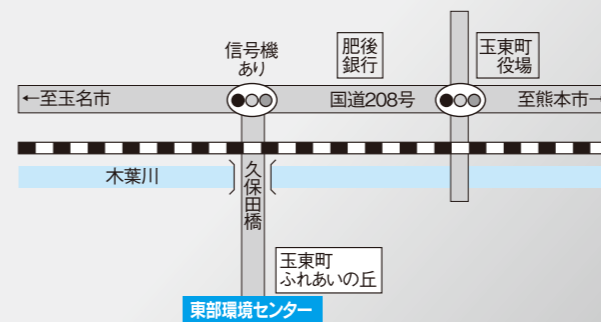 信号機
あり
肥後
銀行
玉東町
役場
←至玉名市
国道208号
至熊本市→
木葉川
久保田橋
玉東町
ふれあいの丘
東部環境センター